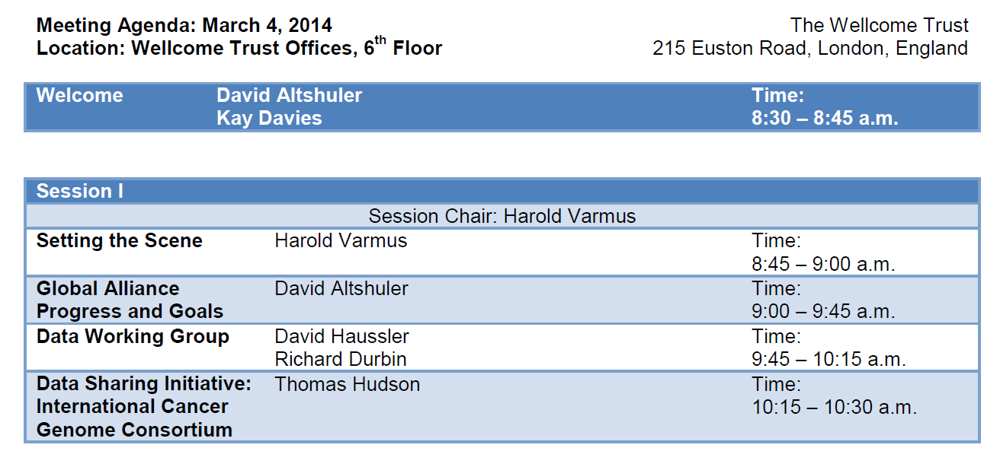 Meeting Agenda: March 4, 2014
The Wellcome Trust
Location: Wellcome Trust Offices, 6th Floor
215 Euston Road, London, England
Welcome David Altshuler Time:
Kay Davies 8:30 – 8:45 a.m.
Session I
Session Chair: Harold Varmus
Setting the Scene Harold Varmus Time:
8:45 – 9:00 a.m.
Global Alliance David Altshuler Time:
Progress and Goals 9:00 – 9:45 a.m.
Data Working Group David Haussler Time:
Richard Durbin 9:45 – 10:15 a.m.
Data Sharing Initiative: Thomas Hudson Time:
International Cancer 10:15 – 10:30 a.m.
Genome Consortium